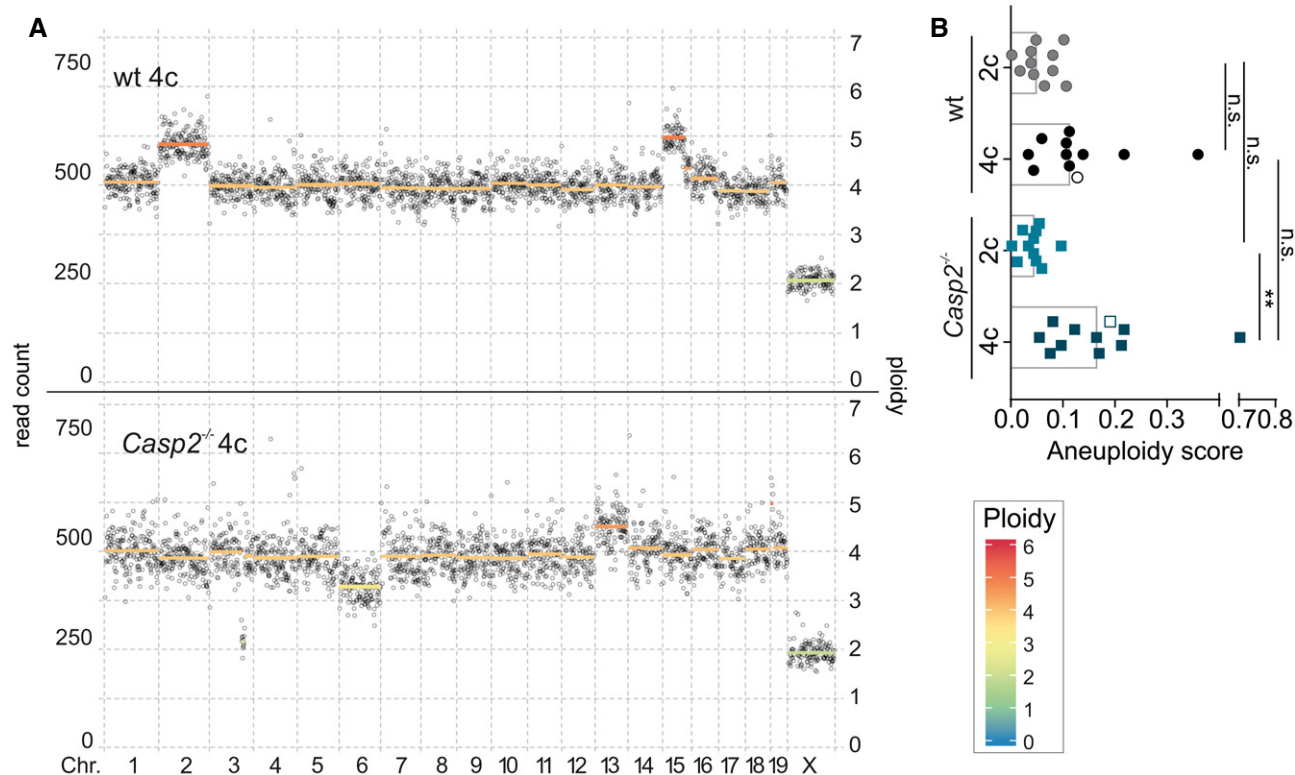 A
wt 4c
750
500
250
0
7
6
5
4
3
2
1
0
read count
ploidy
Casp2-/- 4c
750
500
250
0
7
6
5
4
3
2
1
0
Chr. 1 2 3 4 5 6 7 8 9 10 11 12 13 14 15 16 17 18 19 X
B
wt
2c
4c
Casp2-/-
2c
4c
n.s.
n.s.
**
n.s.
0.0 0.1 0.2 0.3 0.7 0.8
Aneuploidy score
Ploidy
6
5
4
3
2
1
0